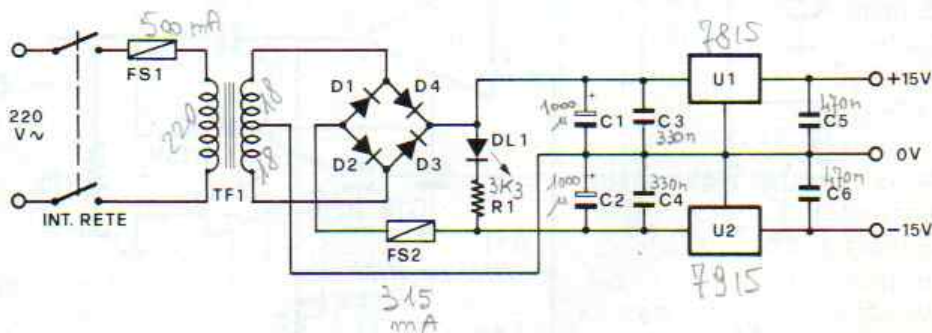 500 mA
7815
FS1
U1
+15V
D1
D4
220
V~
220
18
18
1000
µ
C1
C3
330n
470n
C5
DL1
0V
D2
D3
3K3
R1
1000
µ
C2
330n
C4
470n
C6
INT. RETE
TF1
FS2
U2
-15V
315
mA
7915